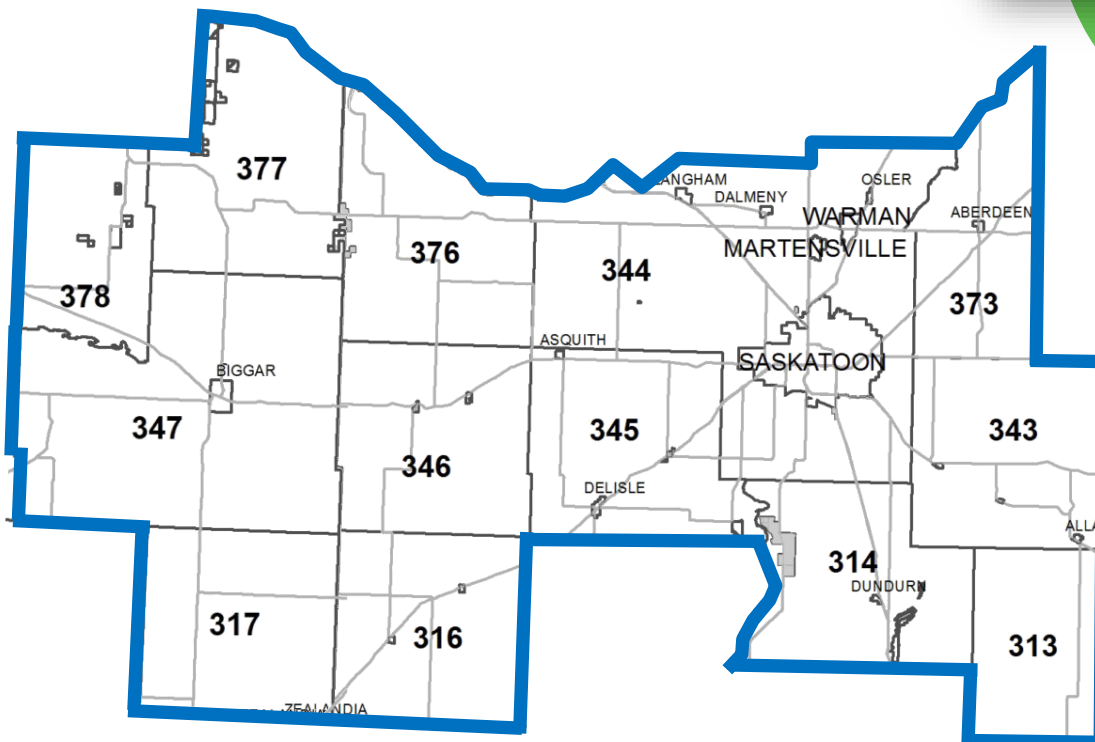 377
LANGHAM
OSLER
DALMENY
WARMAN
ABERDEEN
376
MARTENSVILLE
344
378
373
ASQUITH
SASKATOON
BIGGAR
347
345
343
346
DELISLE
ALLA
314
DUNDURN
317
316
313
ZEALANDIA